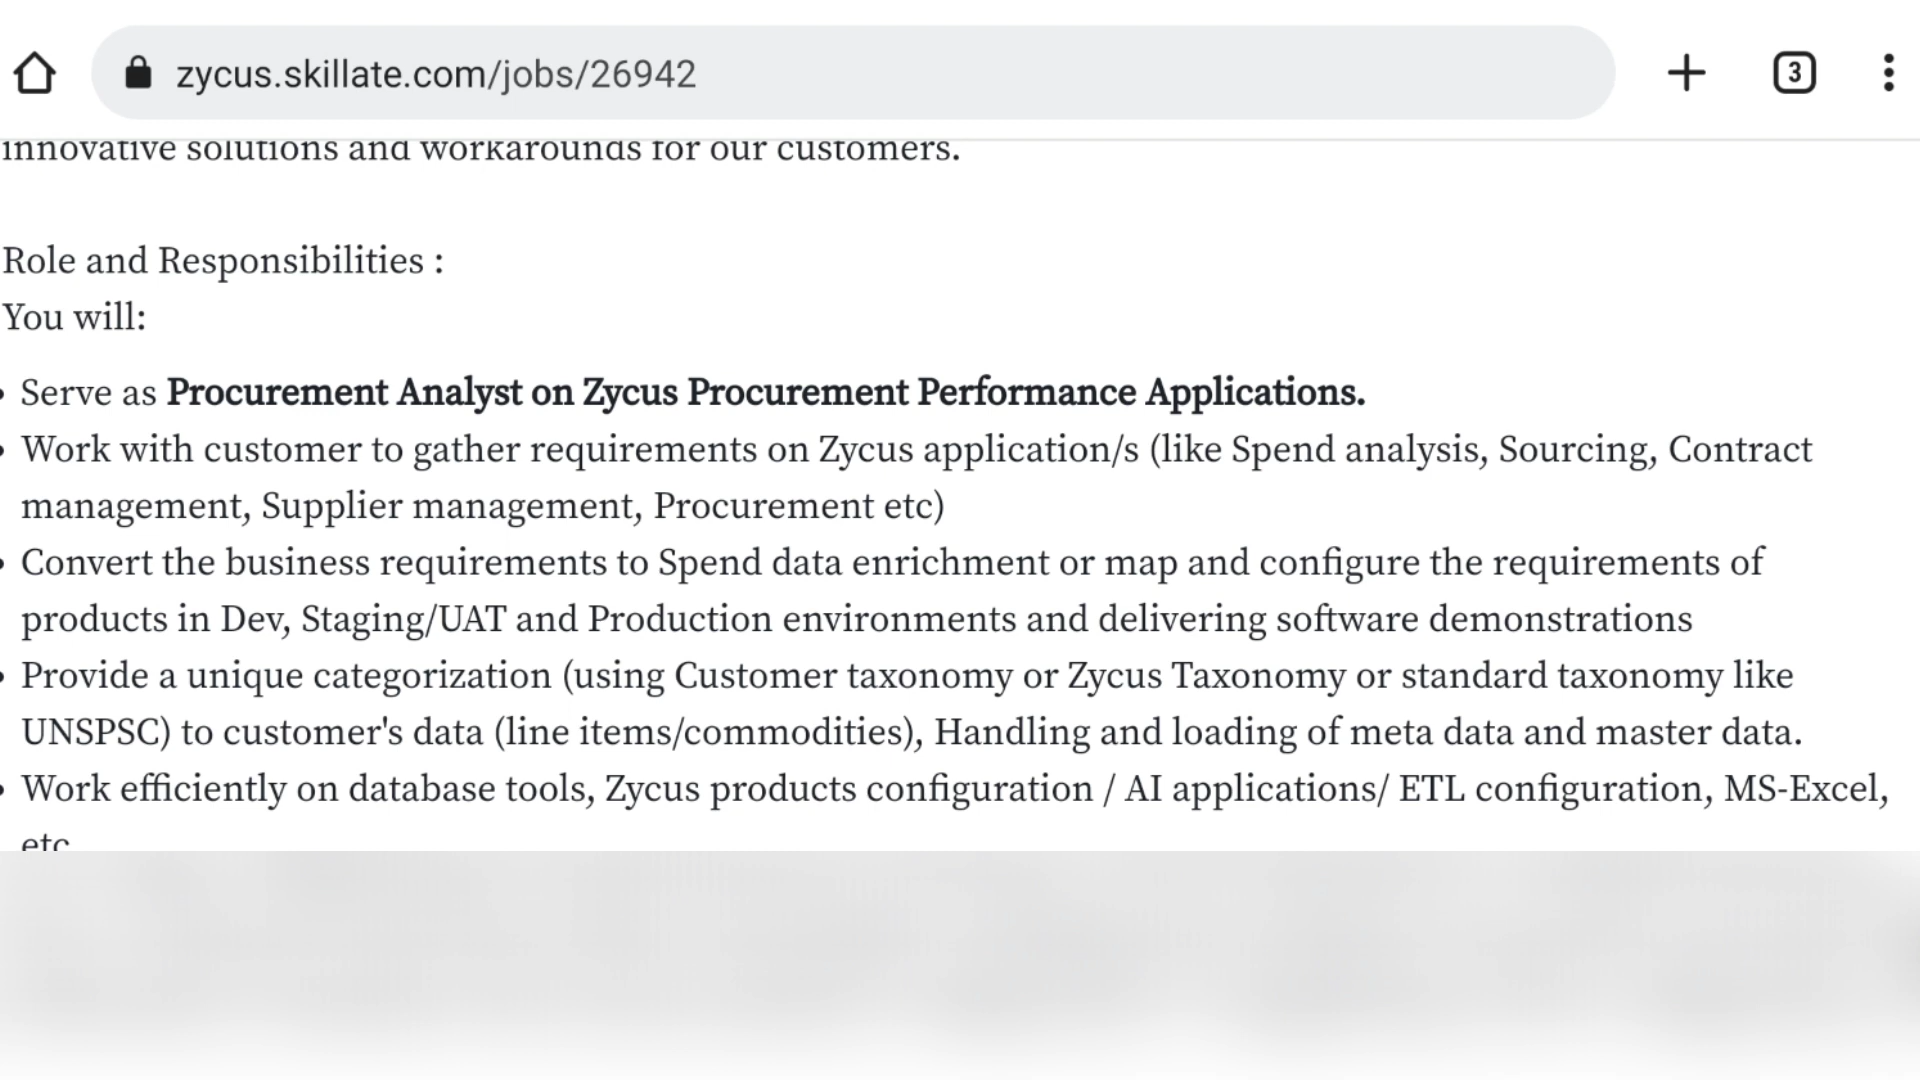 zycus.skillate.com/jobs/26942
3
innovative solutions and workarounds for our customers.
Role and Responsibilities :
You will:
• Serve as Procurement Analyst on Zycus Procurement Performance Applications.
• Work with customer to gather requirements on Zycus application/s (like Spend analysis, Sourcing, Contract
management, Supplier management, Procurement etc)
• Convert the business requirements to Spend data enrichment or map and configure the requirements of
products in Dev, Staging/UAT and Production environments and delivering software demonstrations
• Provide a unique categorization (using Customer taxonomy or Zycus Taxonomy or standard taxonomy like
UNSPSC) to customer's data (line items/commodities), Handling and loading of meta data and master data.
• Work efficiently on database tools, Zycus products configuration / AI applications/ ETL configuration, MS-Excel,
etc